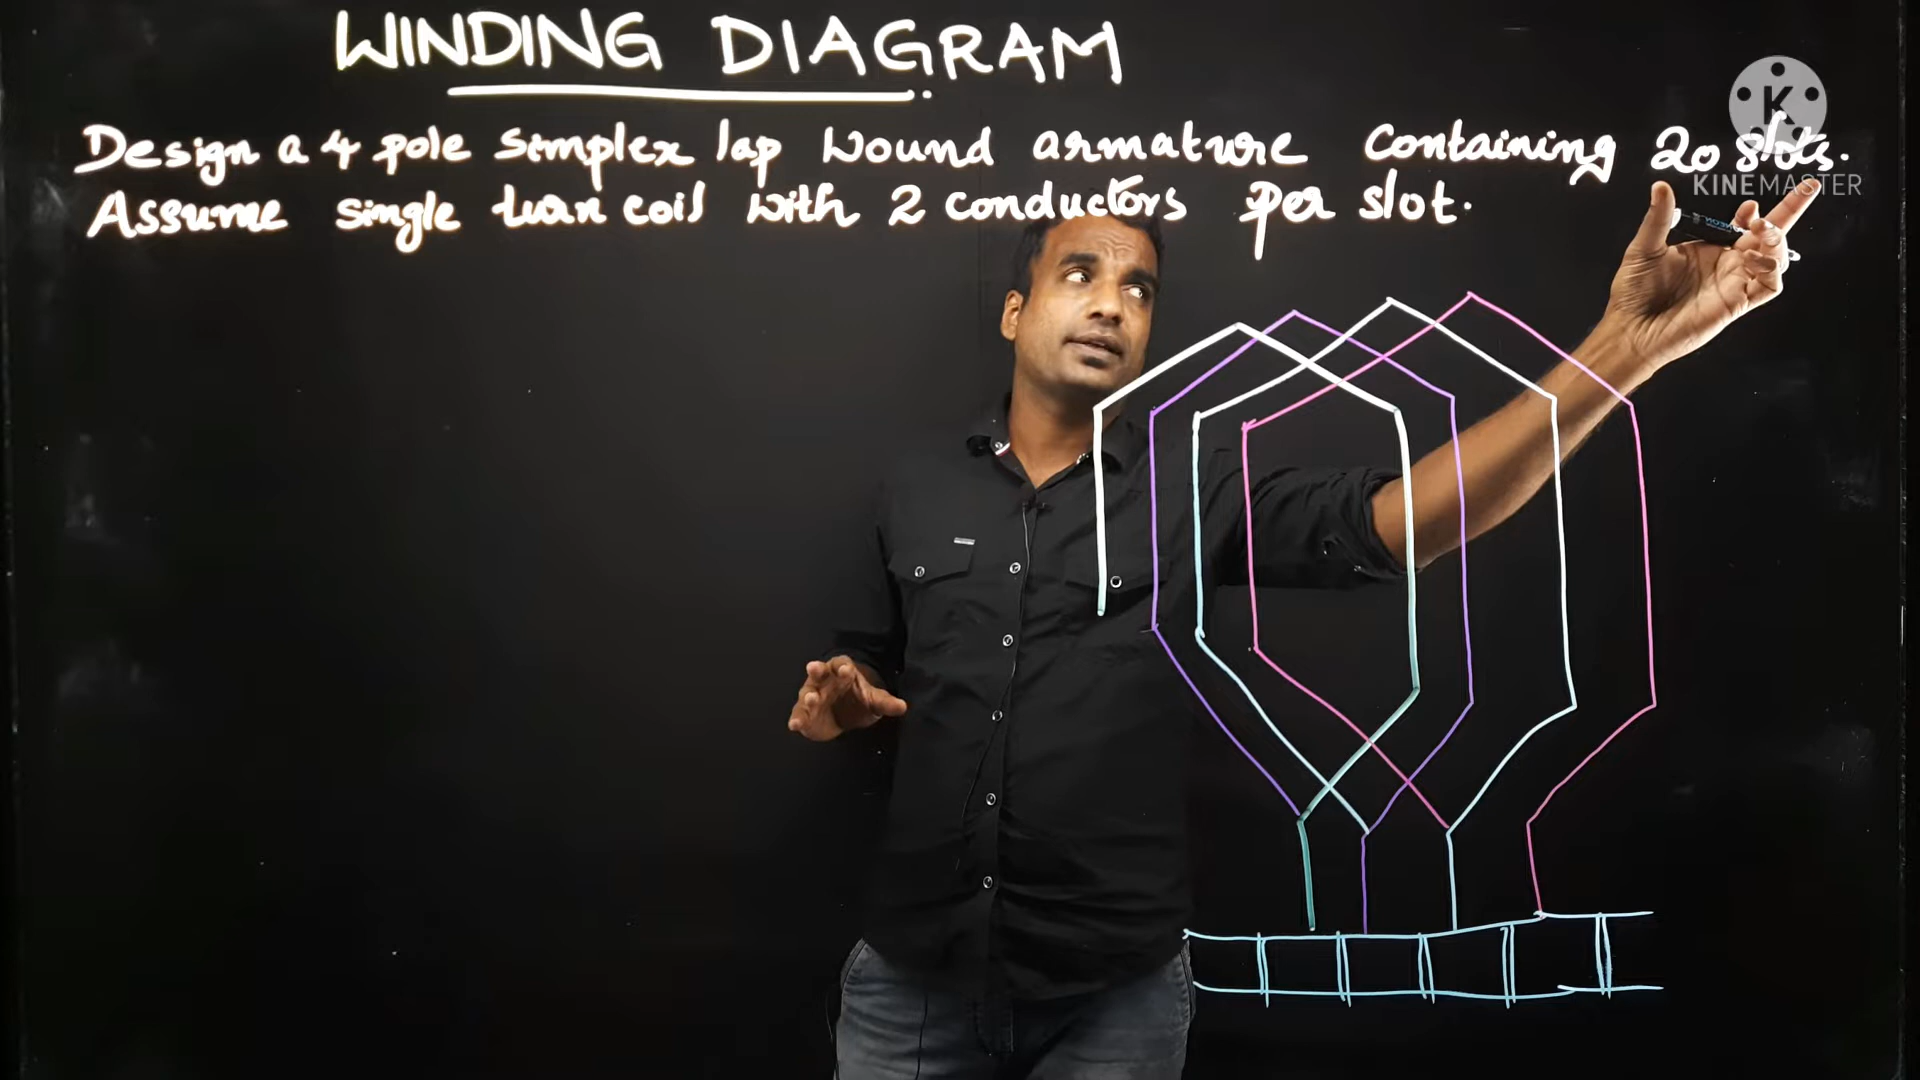 WINDING DIAGRAM
Design a 4 pole simplex lap wound armature containing 20 slots.
Assume single turn coil with 2 conductors per slot.
K
KINEMASTER